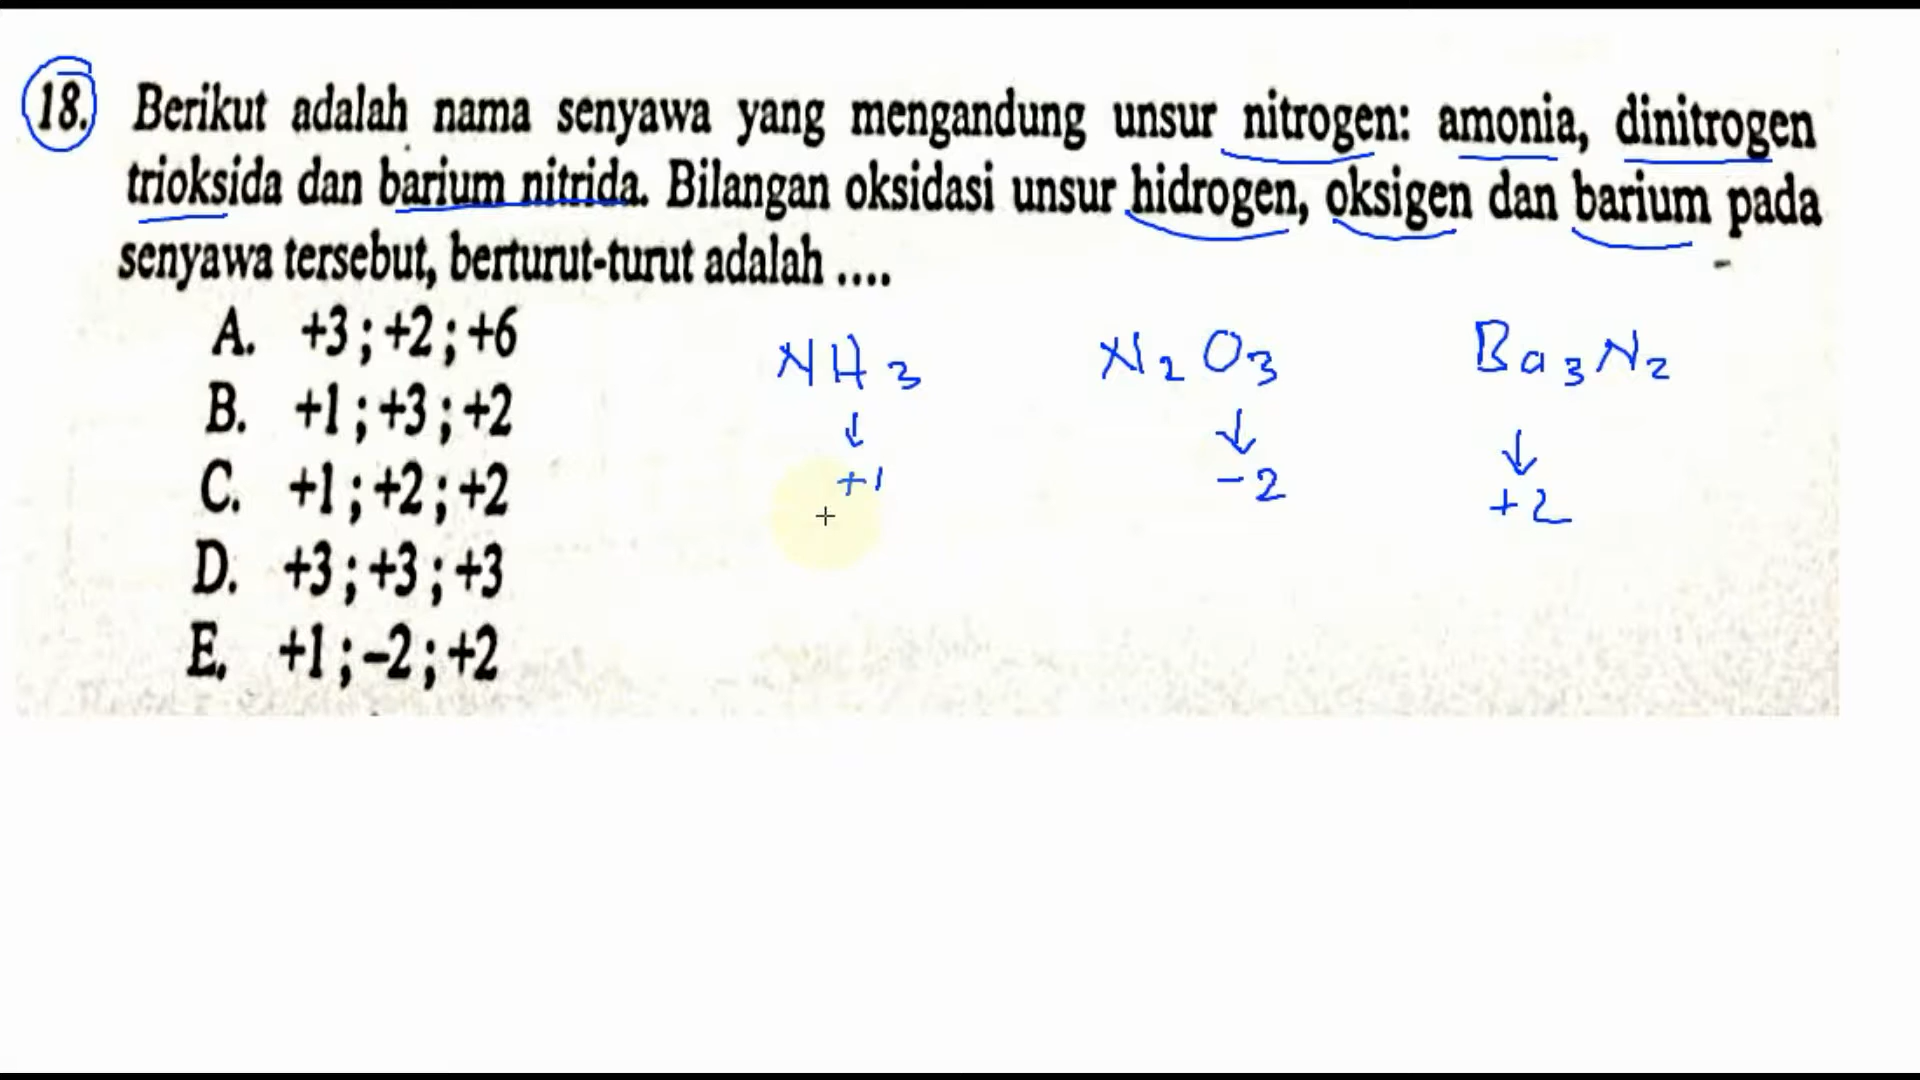 18. Berikut adalah nama senyawa yang mengandung unsur nitrogen: amonia, dinitrogen
trioksida dan barium nitrida. Bilangan oksidasi unsur hidrogen, oksigen dan barium pada
senyawa tersebut, berturut-turut adalah ....
A. +3 ; +2 ; +6
B. +1 ; +3 ; +2
C. +1 ; +2 ; +2
D. +3 ; +3 ; +3
E. +1 ; –2 ; +2
NH₃ N₂O₃ Ba₃N₂
↓ ↓ ↓
+1 -2 +2